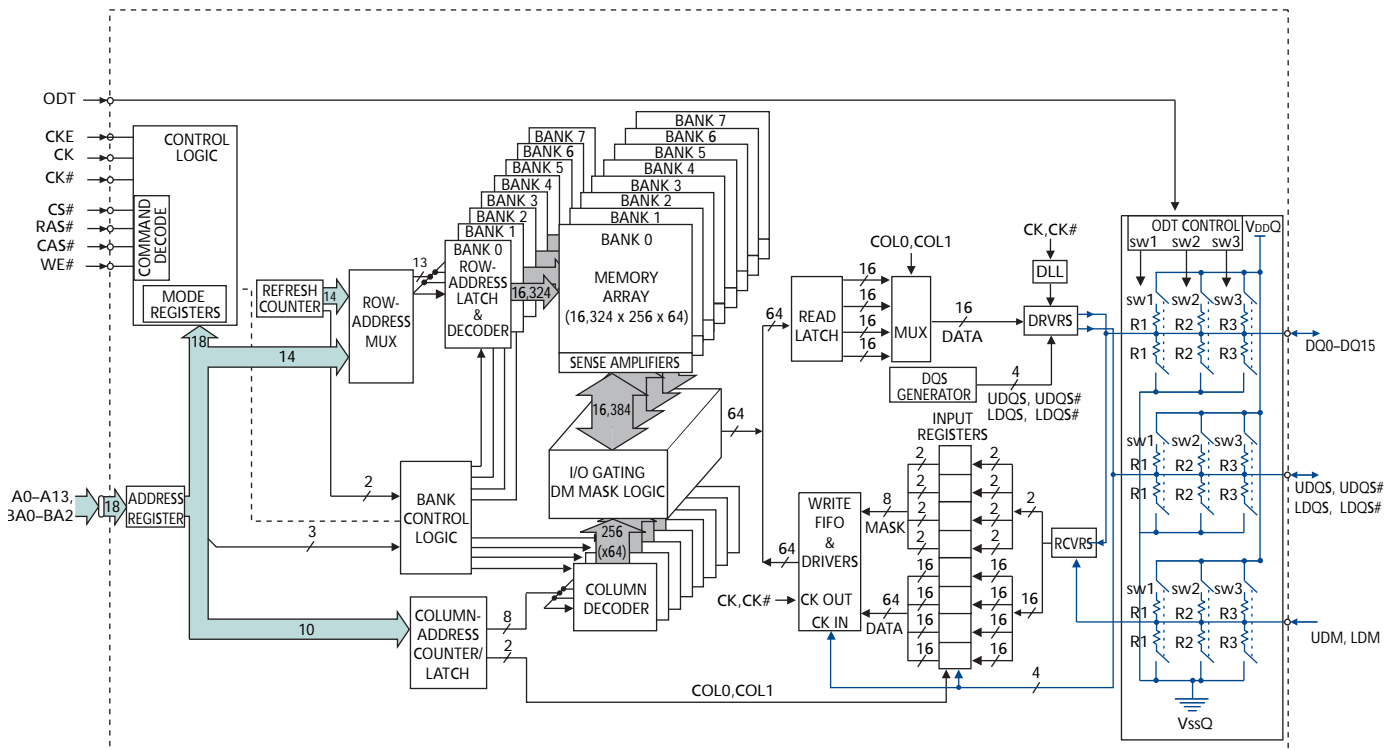 ODT
CKE
CK
CK#
CS#
RAS#
CAS#
WE#
CONTROL
LOGIC
COMMAND
DECODE
MODE
REGISTERS
18
REFRESH
COUNTER
14
14
ROW-
ADDRESS
MUX
13
BANK 7
BANK 6
BANK 5
BANK 4
BANK 3
BANK 2
BANK 1
BANK 0
ROW-
ADDRESS
LATCH
&
DECODER
16,324
BANK 7
BANK 6
BANK 5
BANK 4
BANK 3
BANK 2
BANK 1
BANK 0
MEMORY
ARRAY
(16,324 x 256 x 64)
SENSE AMPLIFIERS
16,384
I/O GATING
DM MASK LOGIC
64
256
(x64)
COLUMN
DECODER
A0–A13,
BA0–BA2
18
ADDRESS
REGISTER
2
3
BANK
CONTROL
LOGIC
10
COLUMN-
ADDRESS
COUNTER/
LATCH
8
2
COL0,COL1
64
READ
LATCH
16
16
16
16
COL0,COL1
MUX
16
DATA
CK,CK#
DLL
DRVRS
DQS
GENERATOR
4
UDQS, UDQS#
LDQS, LDQS#
INPUT
REGISTERS
64
WRITE
FIFO
&
DRIVERS
CK OUT
CK IN
CK,CK#
8
MASK
64
DATA
2
2
2
2
16
16
16
16
2
2
2
2
16
16
16
16
2
16
RCVRS
4
ODT CONTROL
VDDQ
sw1 sw2 sw3
sw1 sw2 sw3
R1 R2 R3
R1 R2 R3
DQ0–DQ15
sw1 sw2 sw3
R1 R2 R3
R1 R2 R3
UDQS, UDQS#
LDQS, LDQS#
sw1 sw2 sw3
R1 R2 R3
R1 R2 R3
UDM, LDM
VssQ